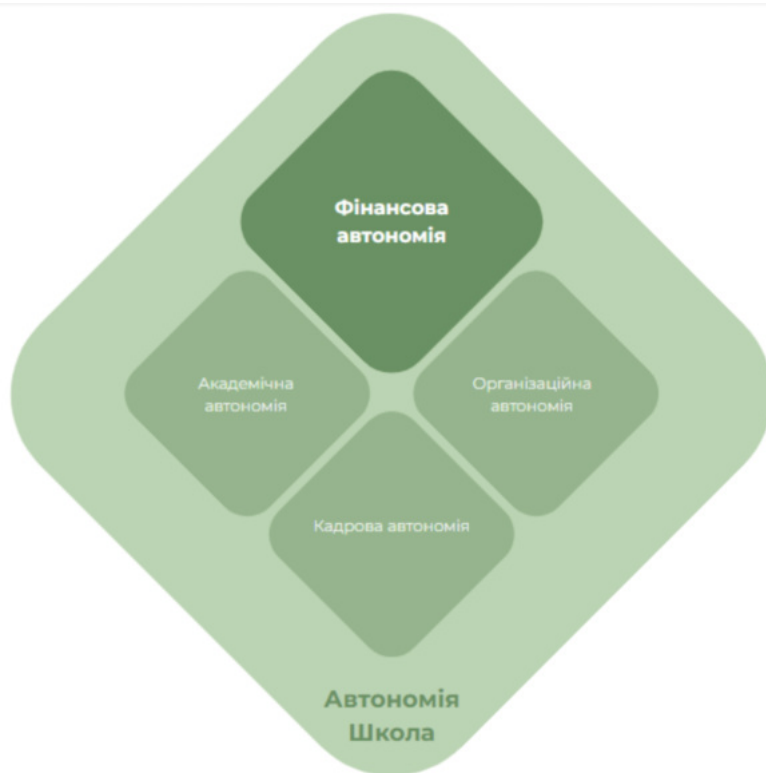 Фінансова
автономія
Академічна
автономія
Організаційна
автономія
Кадрова автономія
Автономія
Школа